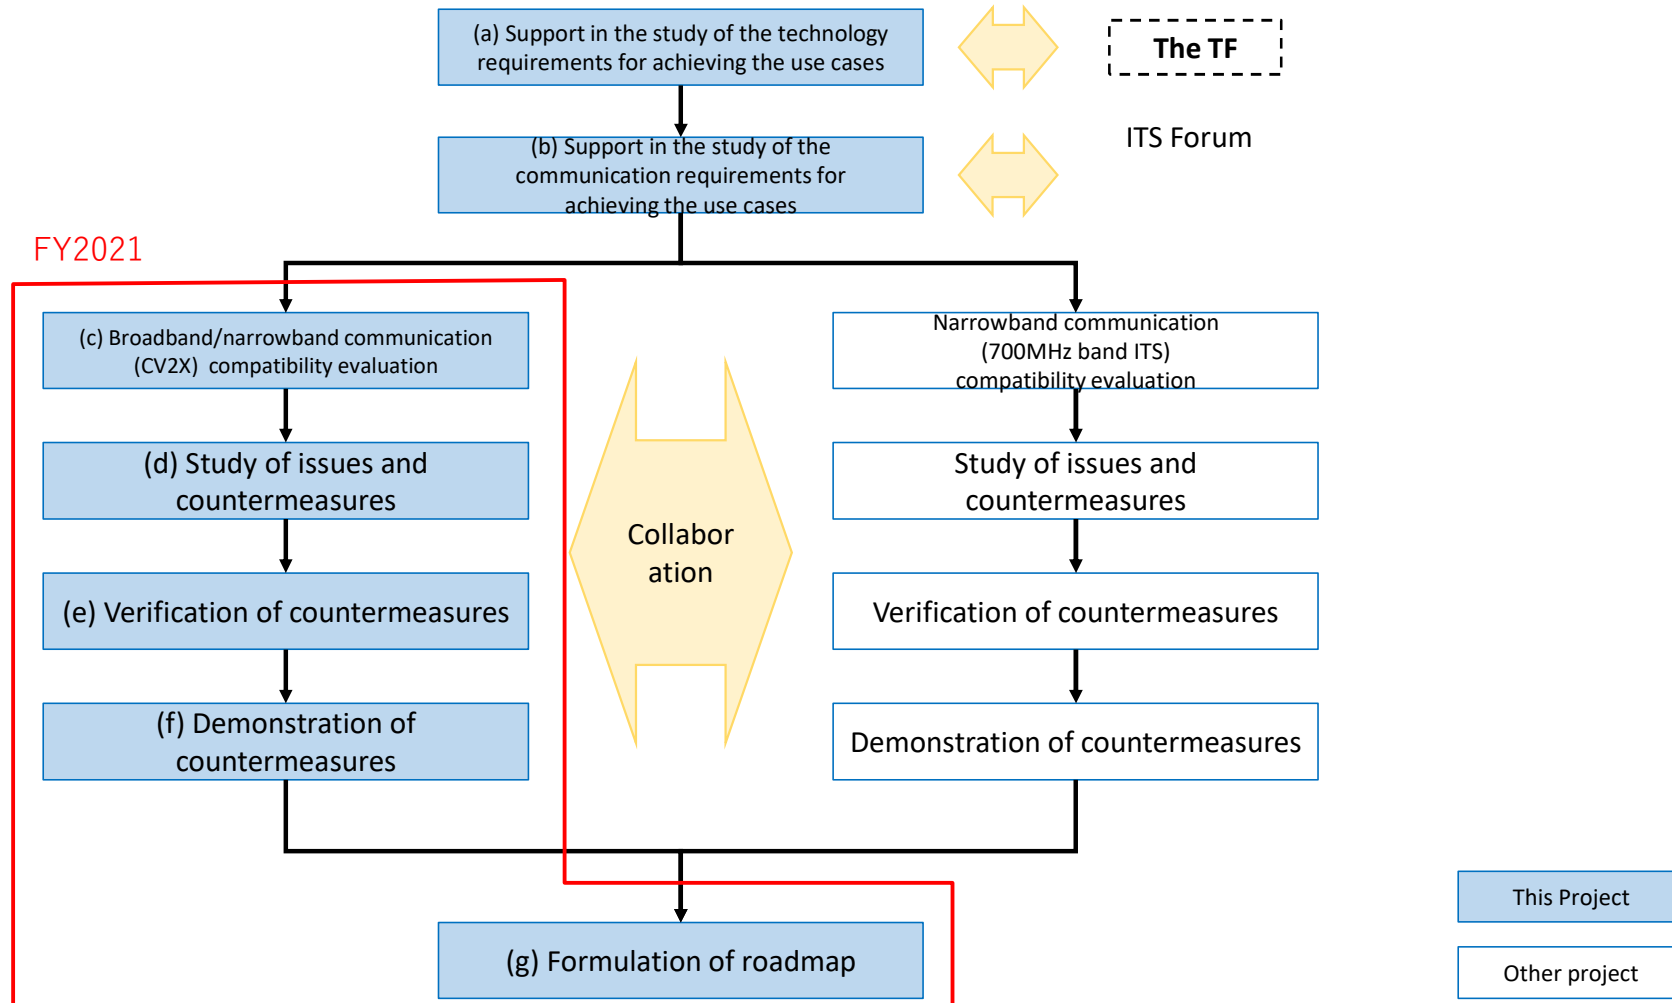 (a) Support in the study of the technology
requirements for achieving the use cases
The TF
(b) Support in the study of the
communication requirements for
achieving the use cases
ITS Forum
FY2021
(c) Broadband/narrowband communication
(CV2X) compatibility evaluation
Narrowband communication
(700MHz band ITS)
compatibility evaluation
(d) Study of issues and
countermeasures
Study of issues and
countermeasures
Collabor
ation
(e) Verification of countermeasures
Verification of countermeasures
(f) Demonstration of
countermeasures
Demonstration of countermeasures
(g) Formulation of roadmap
This Project
Other project